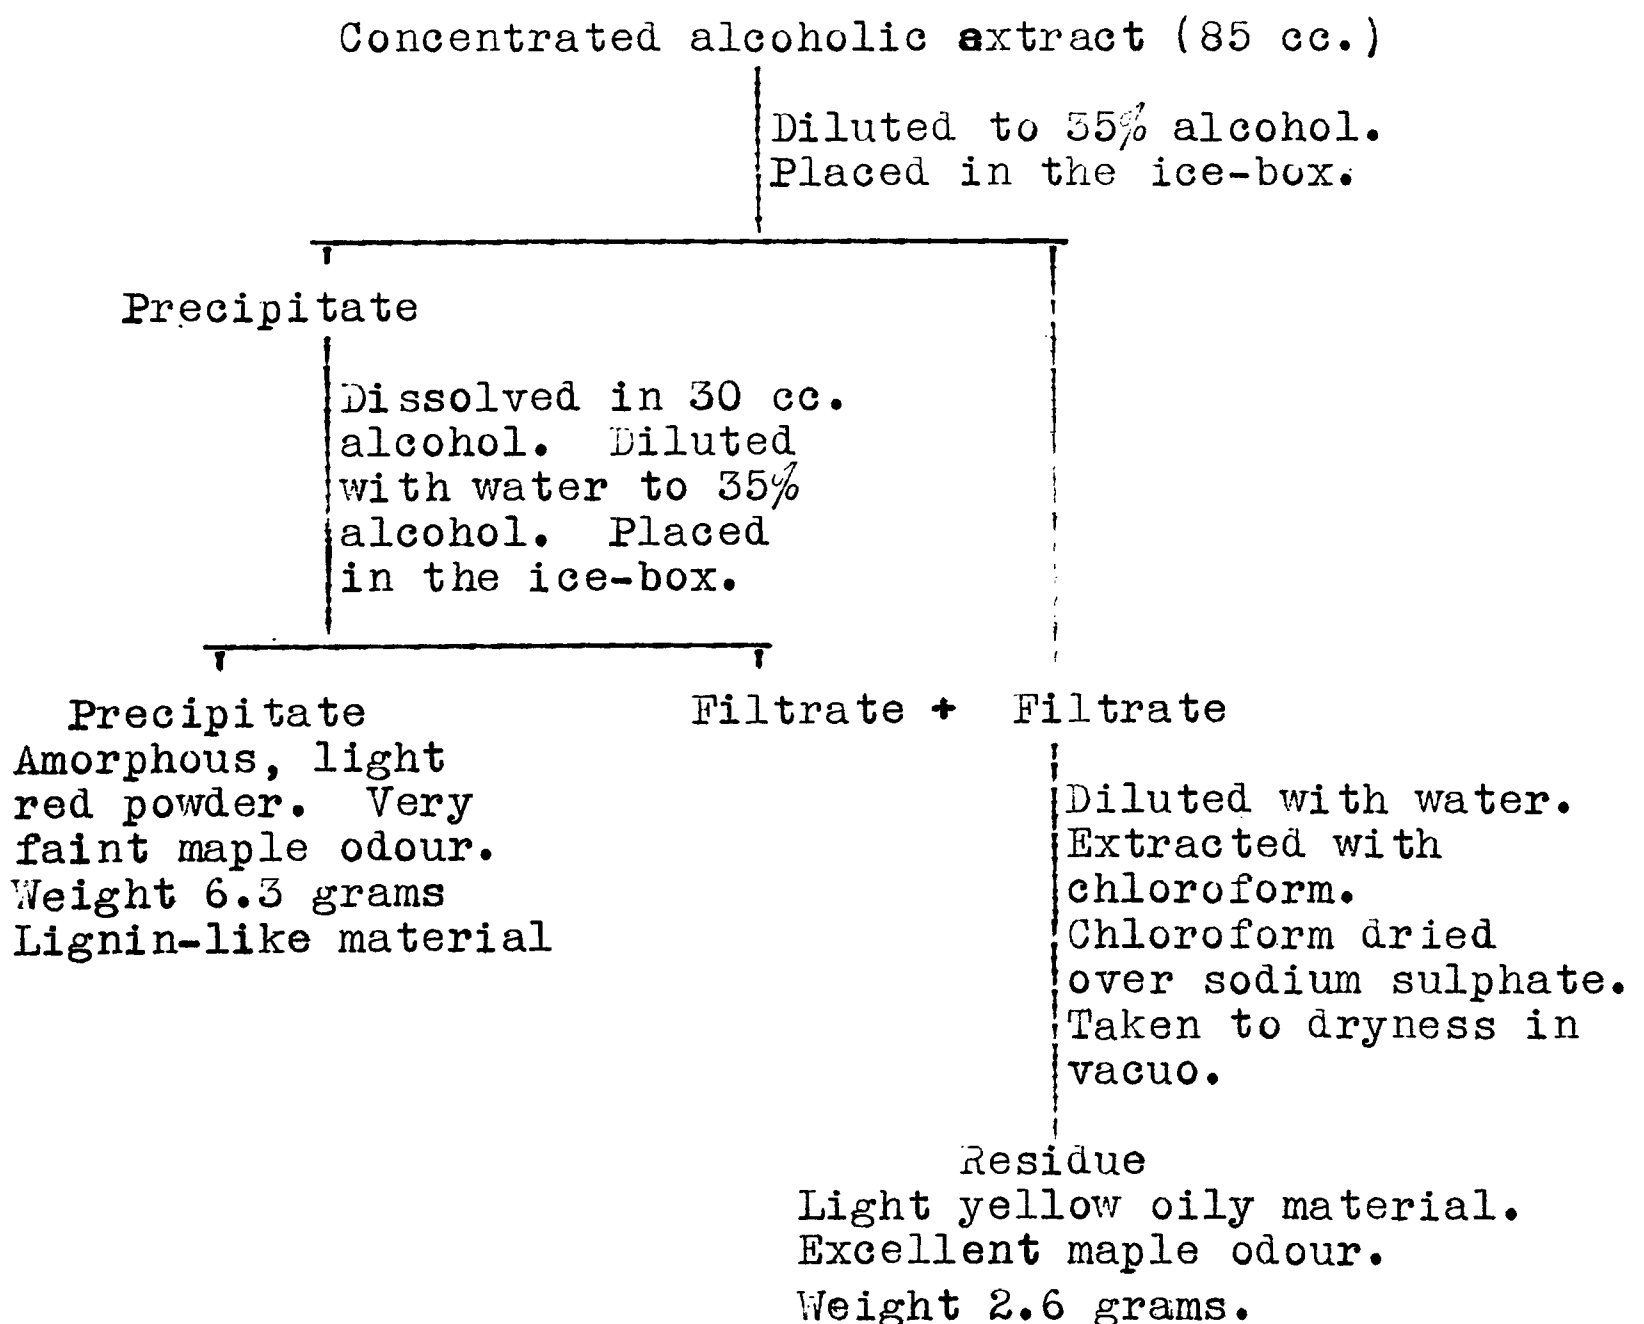 Concentrated alcoholic extract (85 cc.)
Diluted to 35% alcohol.
Placed in the ice-box.
Precipitate
Dissolved in 30 cc.
alcohol. Diluted
with water to 35%
alcohol. Placed
in the ice-box.
Precipitate
Amorphous, light
red powder. Very
faint maple odour.
Weight 6.3 grams
Lignin-like material
Filtrate + Filtrate
Diluted with water.
Extracted with
chloroform.
Chloroform dried
over sodium sulphate.
Taken to dryness in
vacuo.
Residue
Light yellow oily material.
Excellent maple odour.
Weight 2.6 grams.